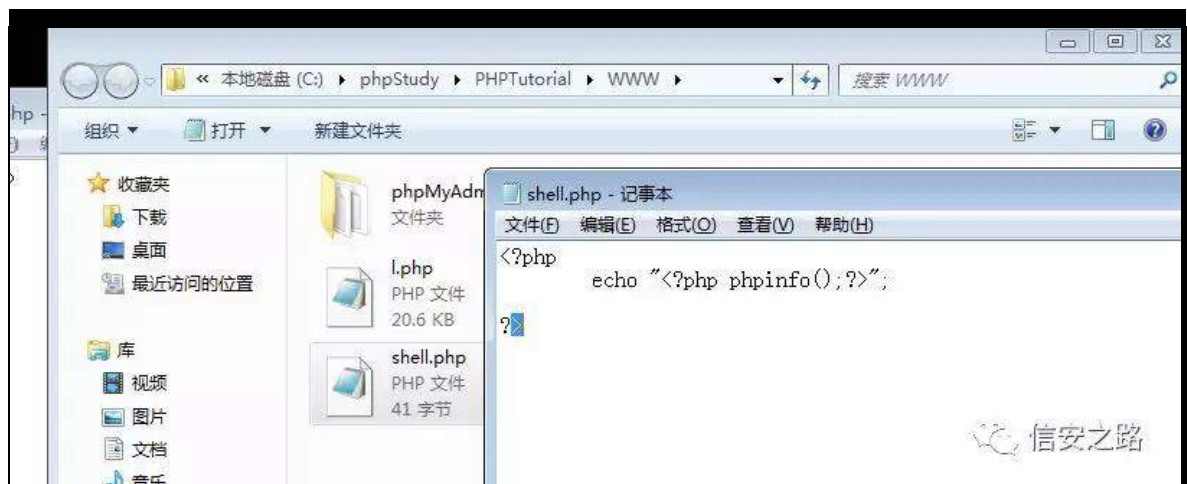 hp -
« 本地磁盘 (C:) ▸ phpStudy ▸ PHPTutorial ▸ WWW ▸
搜索 WWW
组织 ▼ 打开 ▼ 新建文件夹
收藏夹
下载
桌面
最近访问的位置
库
视频
图片
文档
音乐
phpMyAdm
文件夹
l.php
PHP 文件
20.6 KB
shell.php
PHP 文件
41 字节
shell.php - 记事本
文件(F) 编辑(E) 格式(O) 查看(V) 帮助(H)
<?php
echo "<?php phpinfo();?>";
?>
信安之路